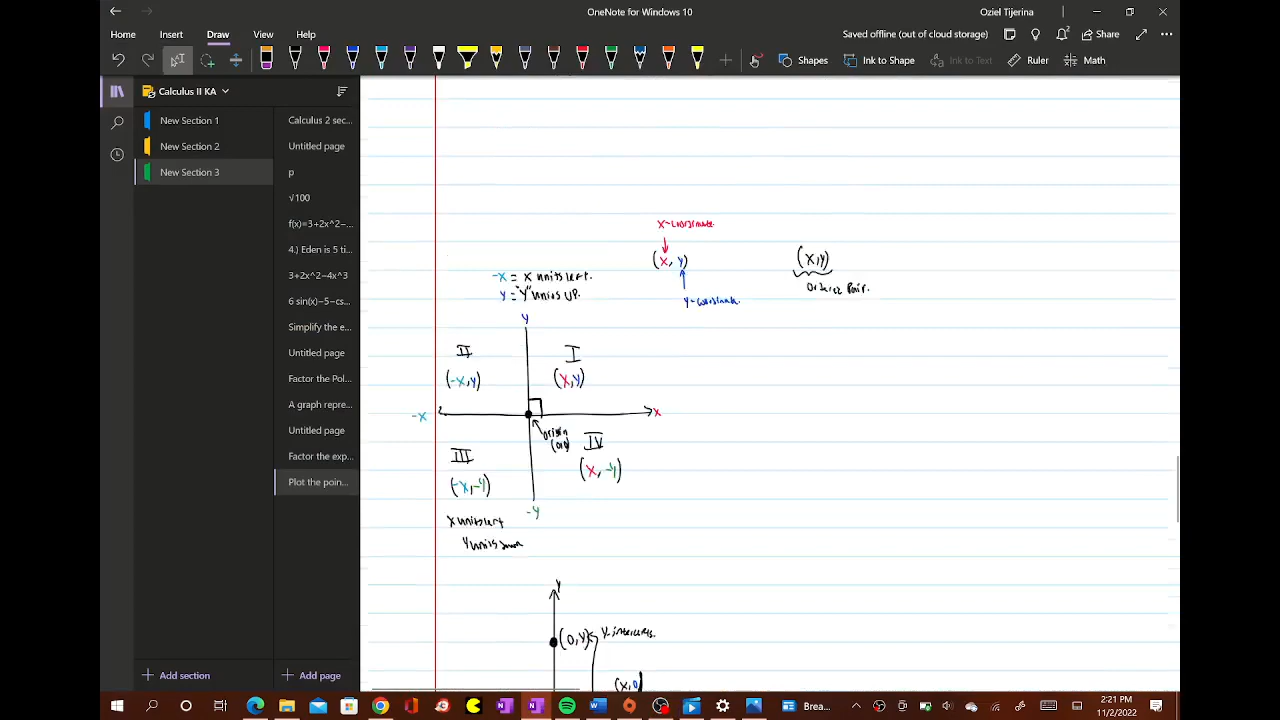 OneNote for Windows 10
Oziel Tijerina
Home Insert Draw View Help
Saved offline (out of cloud storage)
Share
Shapes
Ink to Shape
Ink to Text
Ruler
Math
Calculus II KA
New Section 1
New Section 2
New Section 3
Calculus 2 sec...
Untitled page
p
√100
f(x)=3+2x^2-...
4.) Eden is 5 ti...
3+2x^2-4x^3
6 sin(x)-5-cs...
Simplify the e...
Untitled page
Factor the Pol...
A graph repre...
Untitled page
Factor the exp...
Plot the poin...
Add section
Add page
x-coordinate.
(x, y)
y-coordinate.
(x,y)
Ordered Pair.
-x = x units left.
y = "y" units UP.
y
II
I
(-x,y)
(x,y)
-x
x
origin
(0,0)
III
IV
(-x,-y)
(x,-y)
-y
x units left
y units down
y
(0,y)
y-intercepts.
(x,0)
Brea...
2:21 PM
11/2/2022